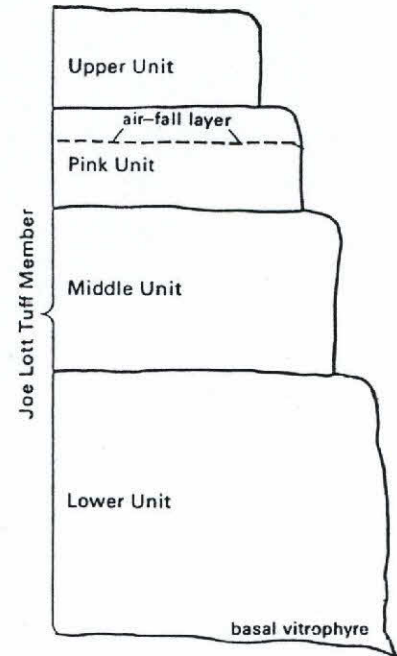 Upper Unit
air-fall layer
Pink Unit
Middle Unit
Joe Lott Tuff Member
Lower Unit
basal vitrophyre